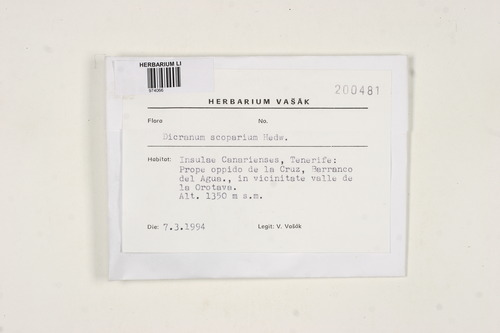 HERBARIUM LI
974066
200481
HERBARIUM VAŠÁK
Flora No.
Dicranum scoparium Hedw.
Habitat: Insulae Canarienses, Tenerife:
Prope oppido de la Cruz, Barranco
del Agua., in vicinitate valle de
la Orotava.
Alt. 1350 m s.m.
Die: 7.3.1994 Legit: V. Vašák